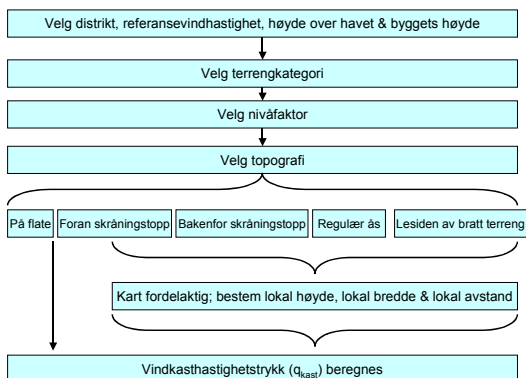 Velg distrikt, referansevindhastighet, høyde over havet & byggets høyde
Velg terrengkategori
Velg nivåfaktor
Velg topografi
På flate
Foran skråningstopp
Bakenfor skråningstopp
Regulær ås
Lesiden av bratt terreng
Kart fordelaktig; bestem lokal høyde, lokal bredde & lokal avstand
Vindkasthastighetstrykk (qkast) beregnes